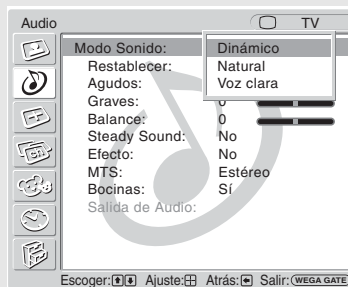 Audio TV
Modo Sonido: Dinámico
Restablecer: Natural
Agudos: Voz clara
Graves: 0
Balance: 0
Steady Sound: No
Efecto: No
MTS: Estéreo
Bocinas: Sí
Salida de Audio:
Escoger: Ajuste: Atrás: Salir: WEGA GATE